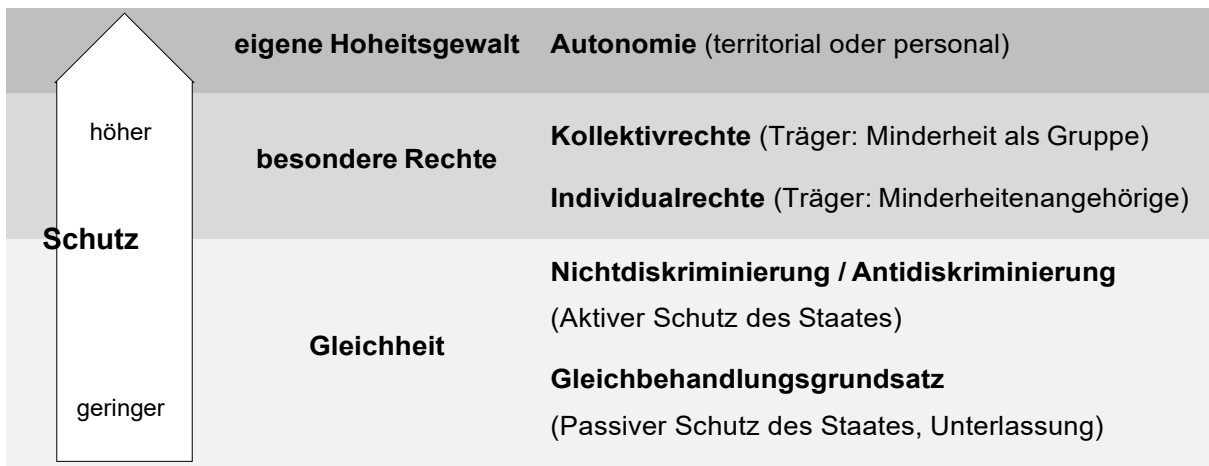 eigene Hoheitsgewalt Autonomie (territorial oder personal)
höher
besondere Rechte
Kollektivrechte (Träger: Minderheit als Gruppe)
Individualrechte (Träger: Minderheitenangehörige)
Schutz
Gleichheit
Nichtdiskriminierung / Antidiskriminierung
(Aktiver Schutz des Staates)
Gleichbehandlungsgrundsatz
(Passiver Schutz des Staates, Unterlassung)
geringer